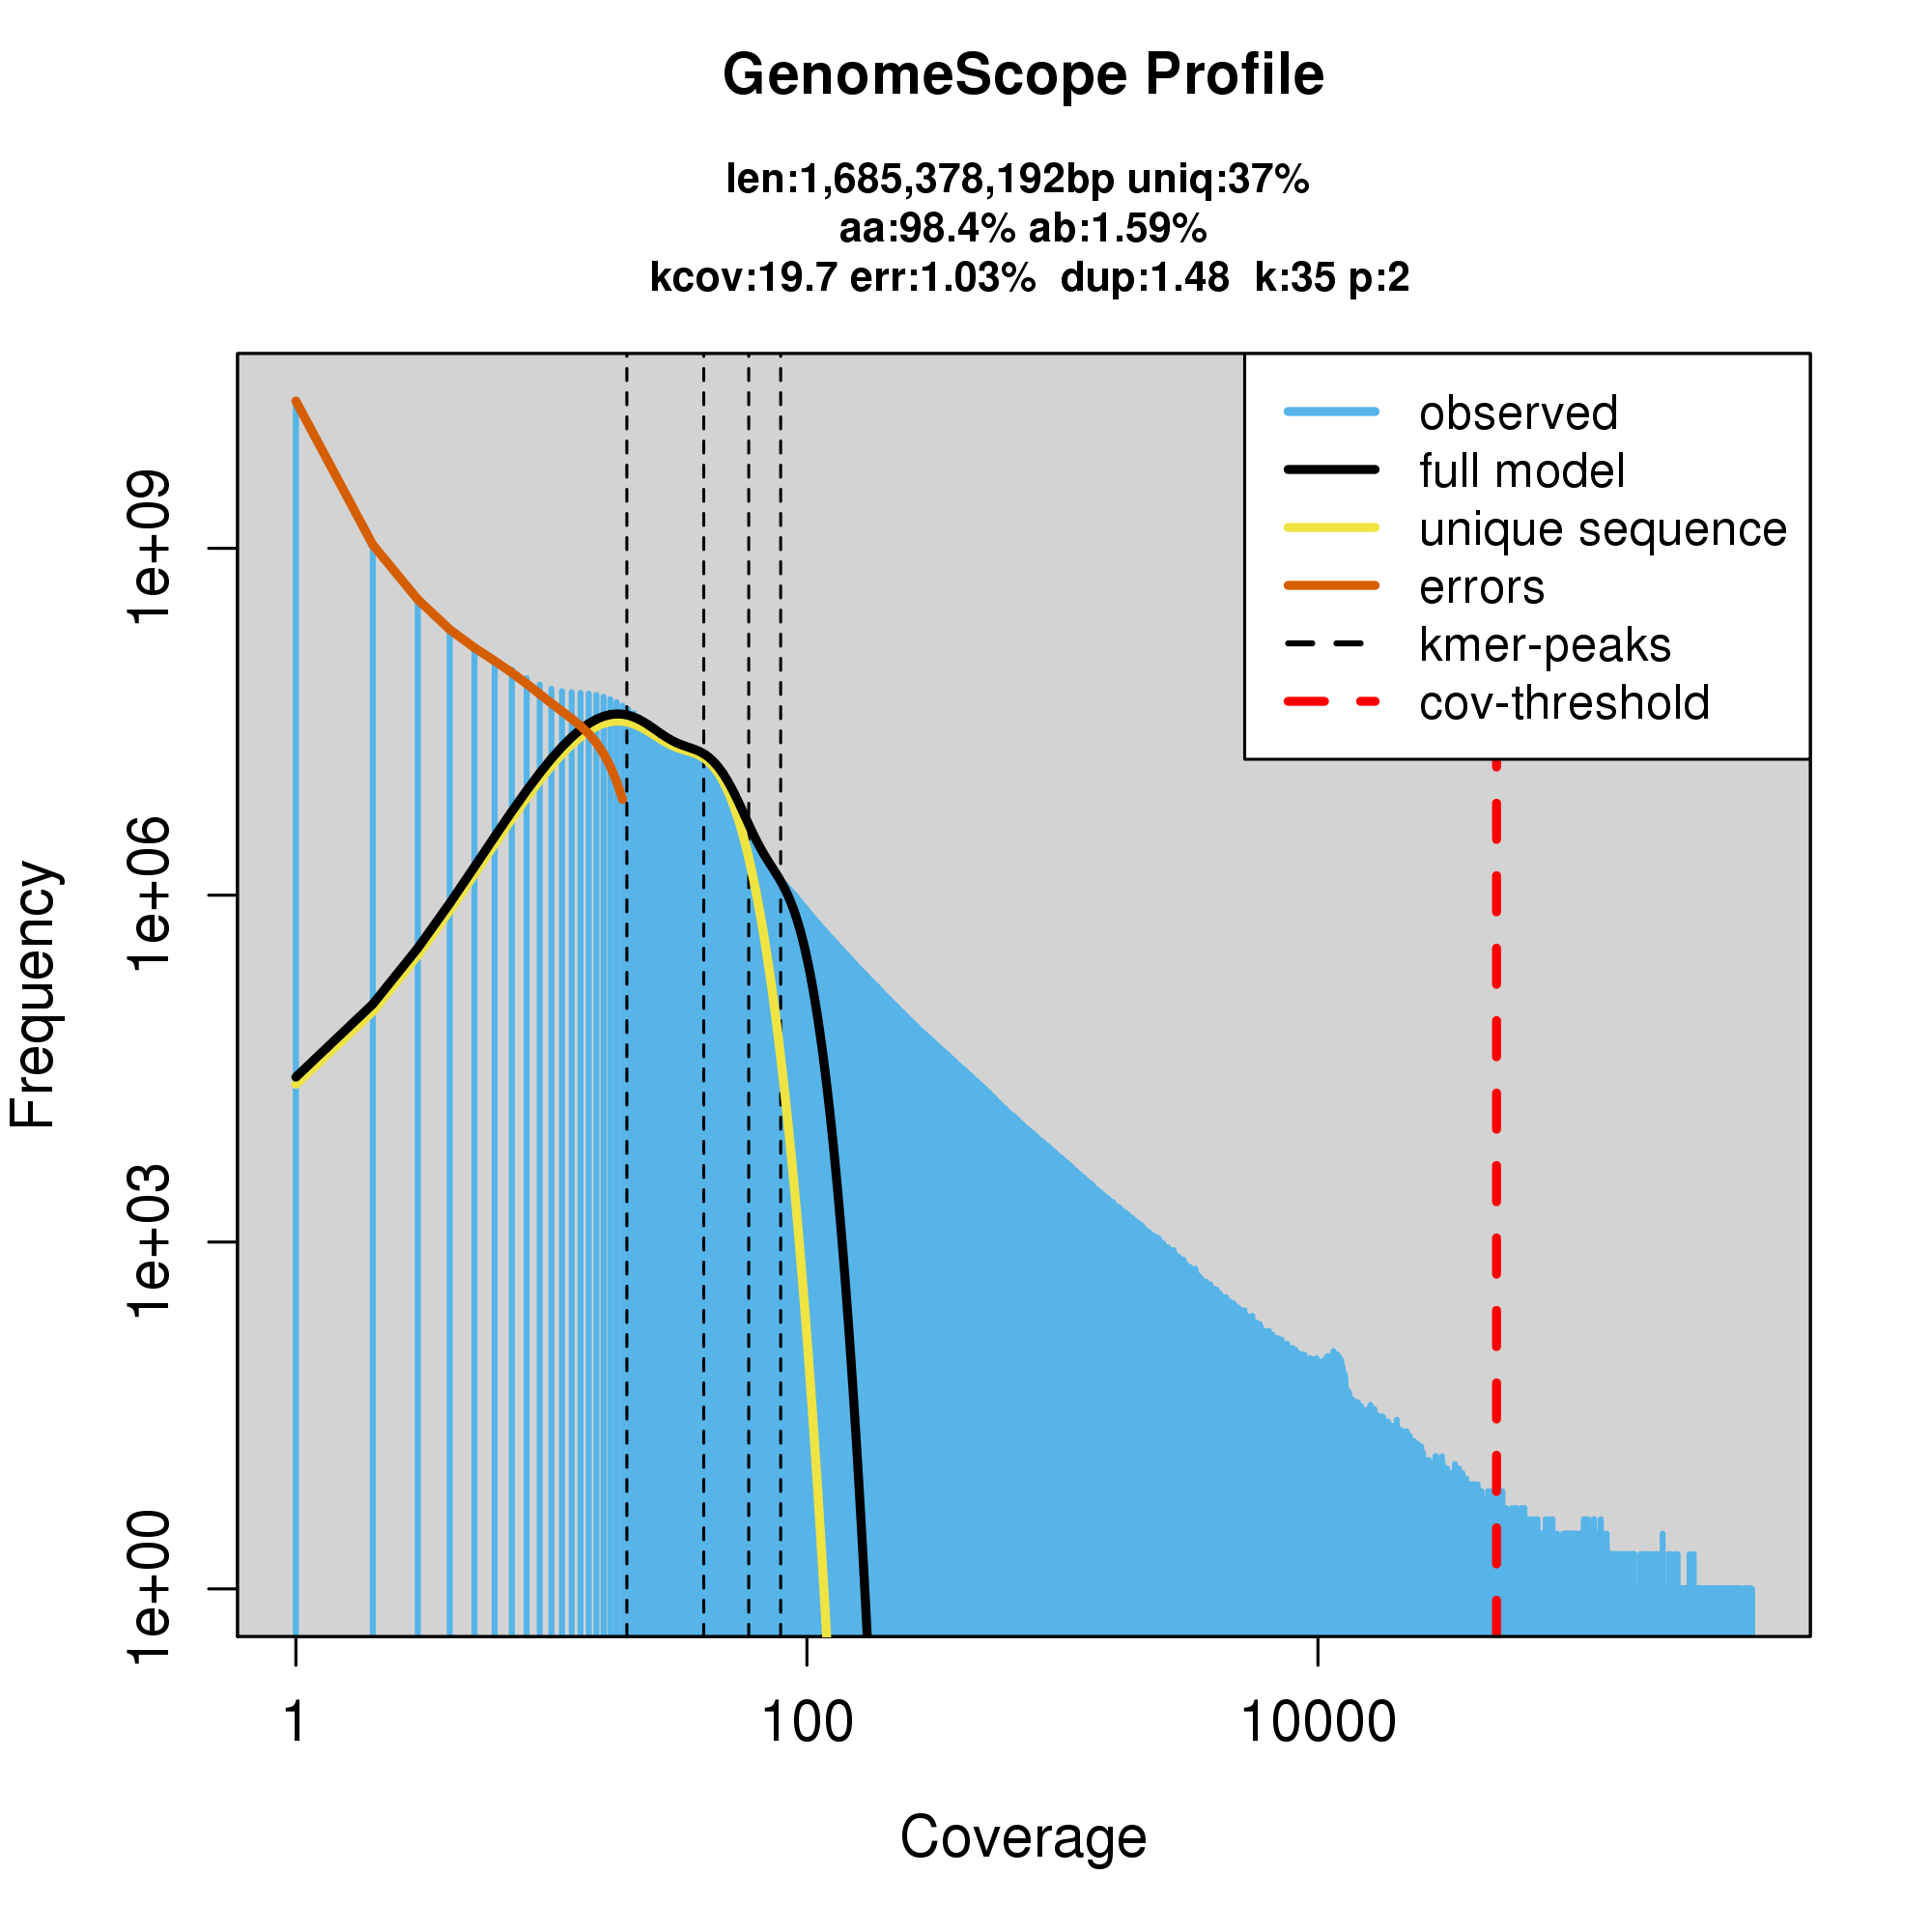 GenomeScope Profile
len:1,685,378,192bp uniq:37%
aa:98.4% ab:1.59%
kcov:19.7 err:1.03%  dup:1.48  k:35 p:2
observed
full model
unique sequence
errors
kmer-peaks
cov-threshold
Frequency
1e+09
1e+06
1e+03
1e+00
1
100
10000
Coverage